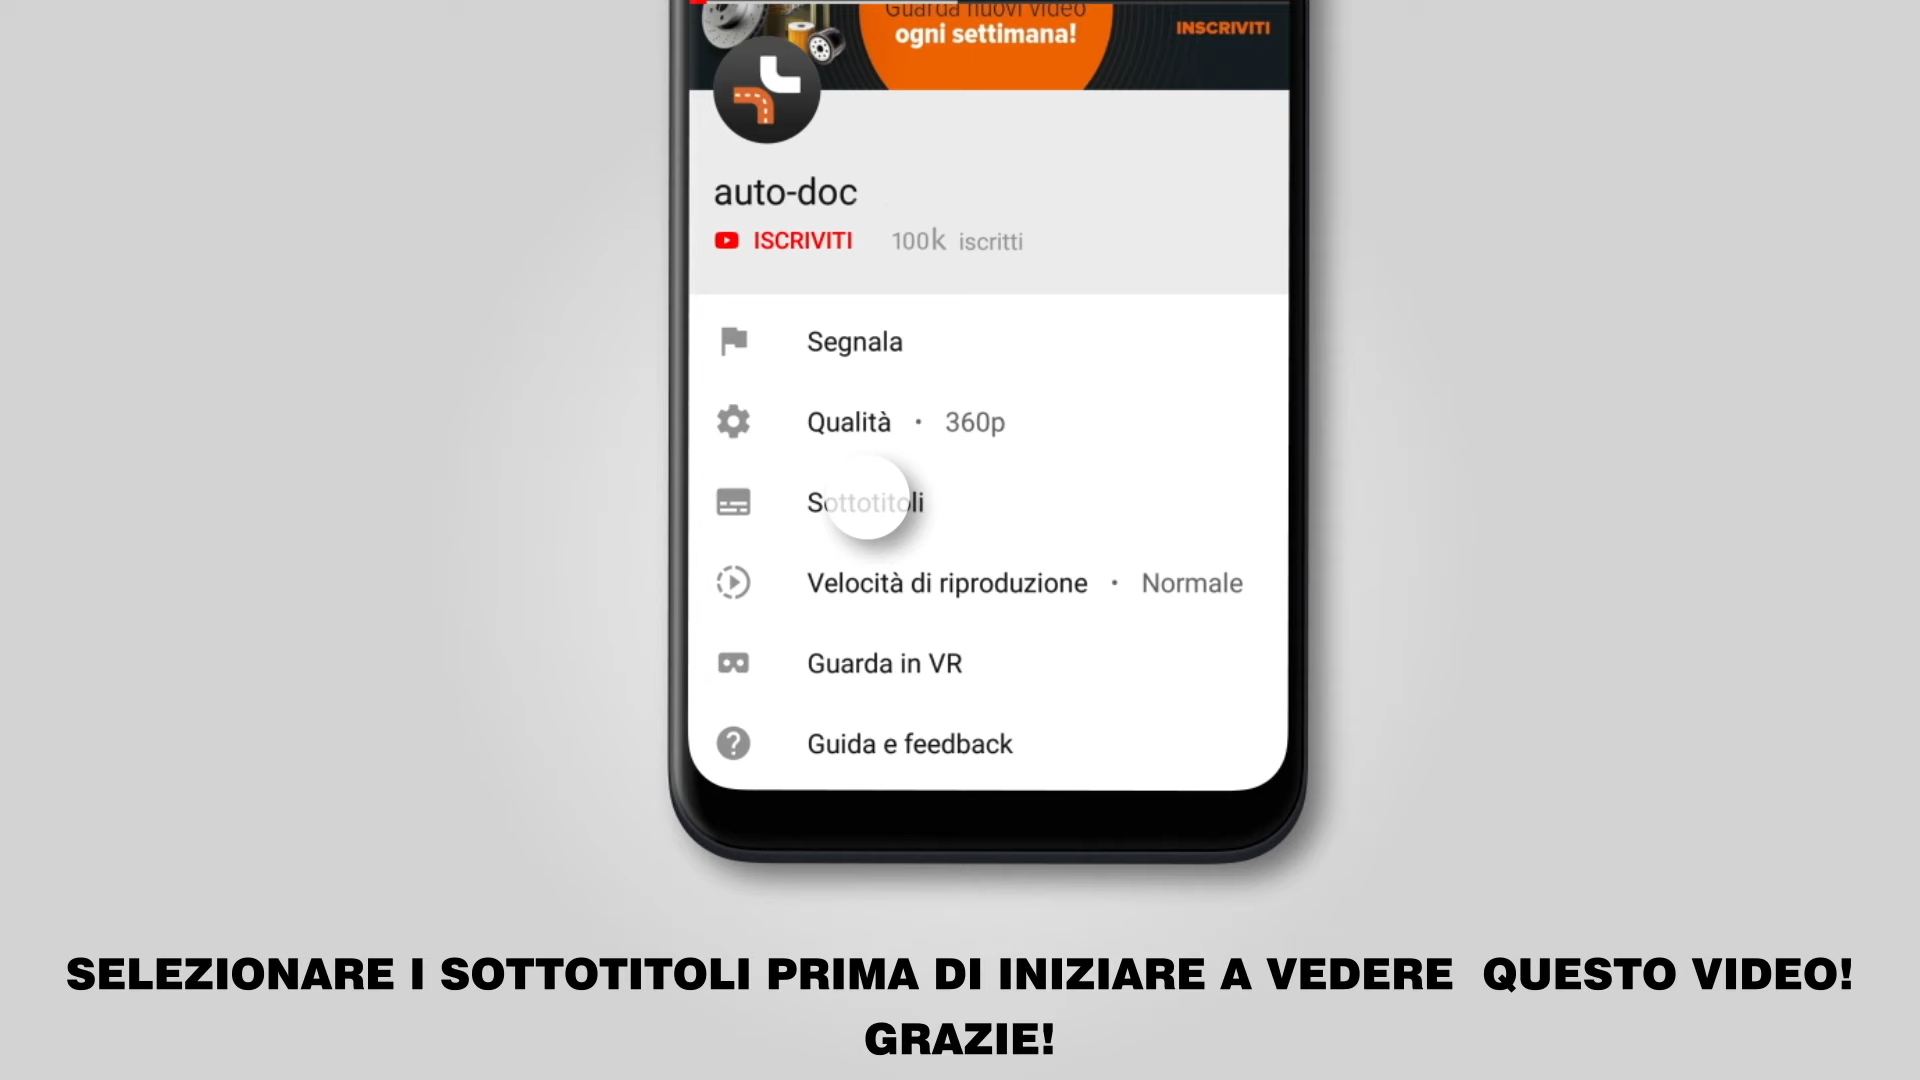 Guarda nuovi video
ogni settimana!
INSCRIVITI
auto-doc
ISCRIVITI 100k iscritti
Segnala
Qualità • 360p
Sottotitoli
Velocità di riproduzione • Normale
Guarda in VR
Guida e feedback
SELEZIONARE I SOTTOTITOLI PRIMA DI INIZIARE A VEDERE QUESTO VIDEO!
GRAZIE!